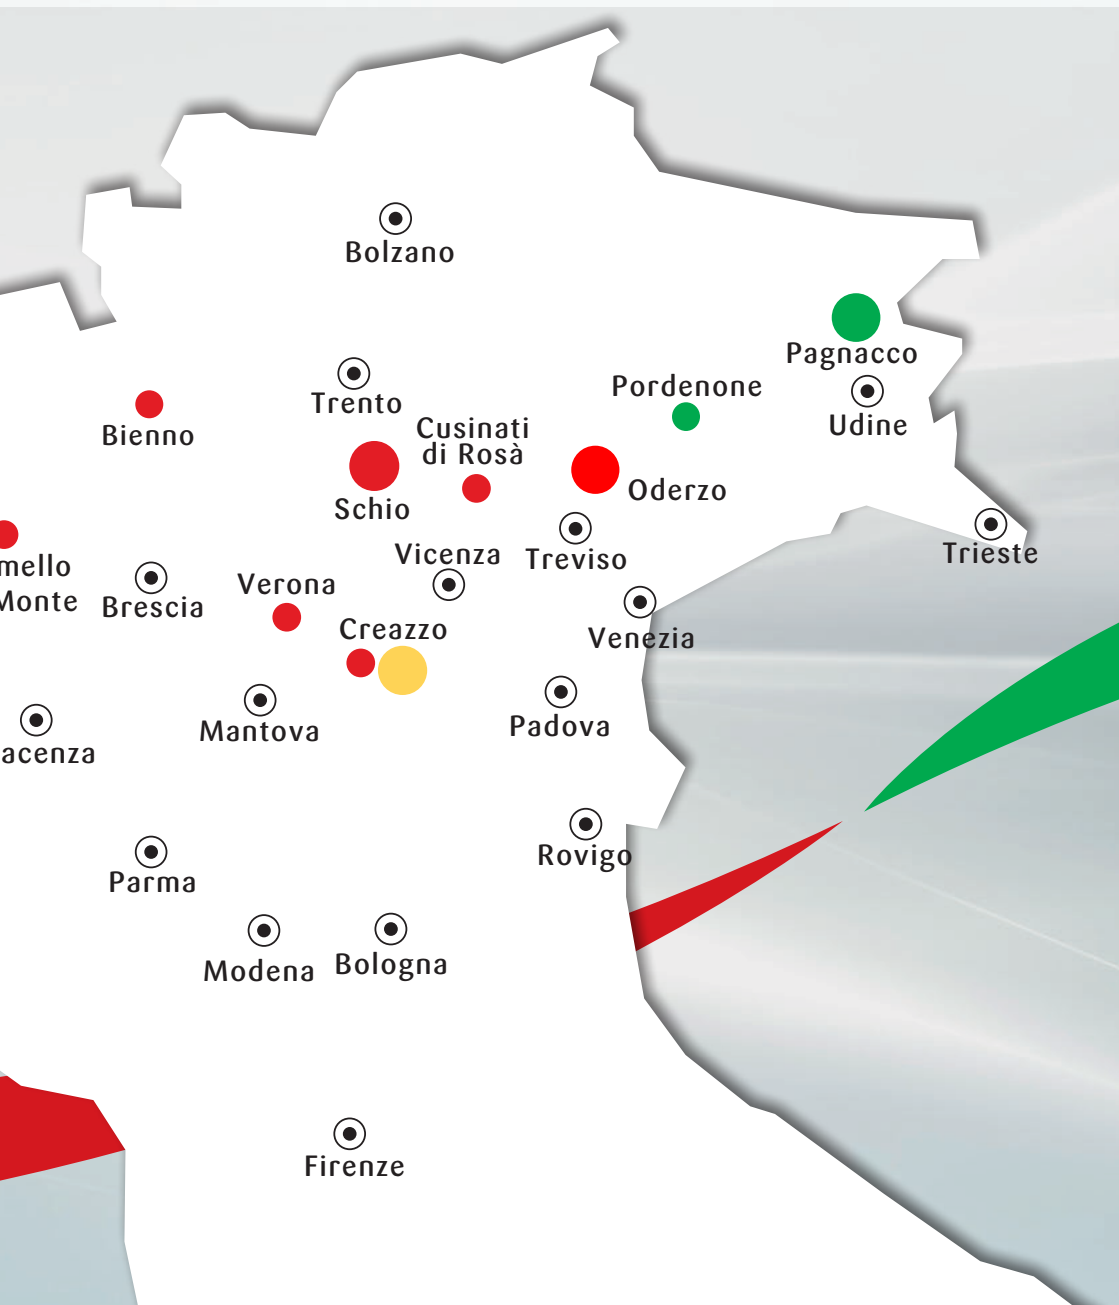 Bolzano
Pagnacco
Pordenone
Trento
Udine
Cusinati
di Rosà
Bienno
Oderzo
Schio
Trieste
Vicenza
Treviso
mello
Monte
Verona
Brescia
Creazzo
Venezia
Mantova
Padova
acenza
Rovigo
Parma
Modena
Bologna
Firenze